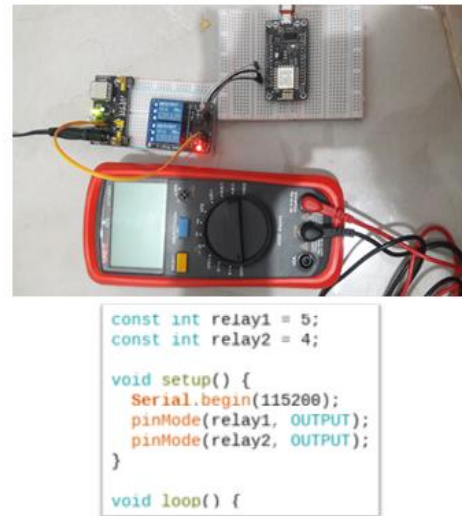 const int relay1 = 5;
const int relay2 = 4;
void setup() {
Serial.begin(115200);
pinMode(relay1, OUTPUT);
pinMode(relay2, OUTPUT);
}
void loop() {